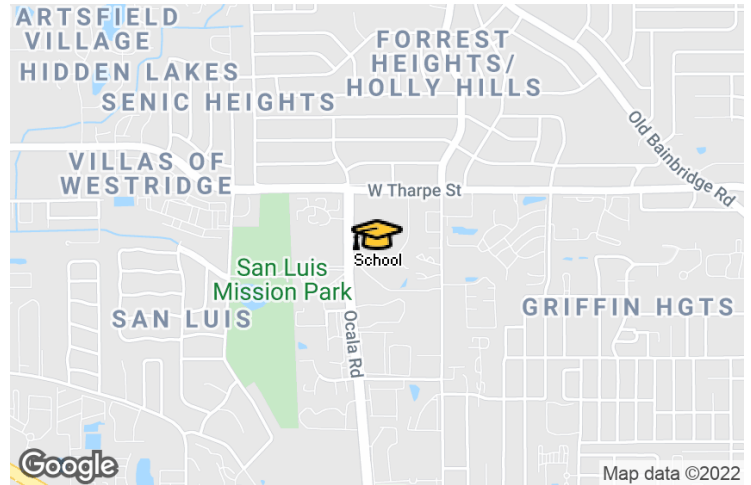 ARTSFIELD
VILLAGE
HIDDEN LAKES
SENIC HEIGHTS
FORREST
HEIGHTS/
HOLLY HILLS
Old Bainbridge Rd
VILLAS OF
WESTRIDGE
W Tharpe St
School
San Luis
Mission Park
SAN LUIS
Ocala Rd
GRIFFIN HGTS
Google
Map data ©2022